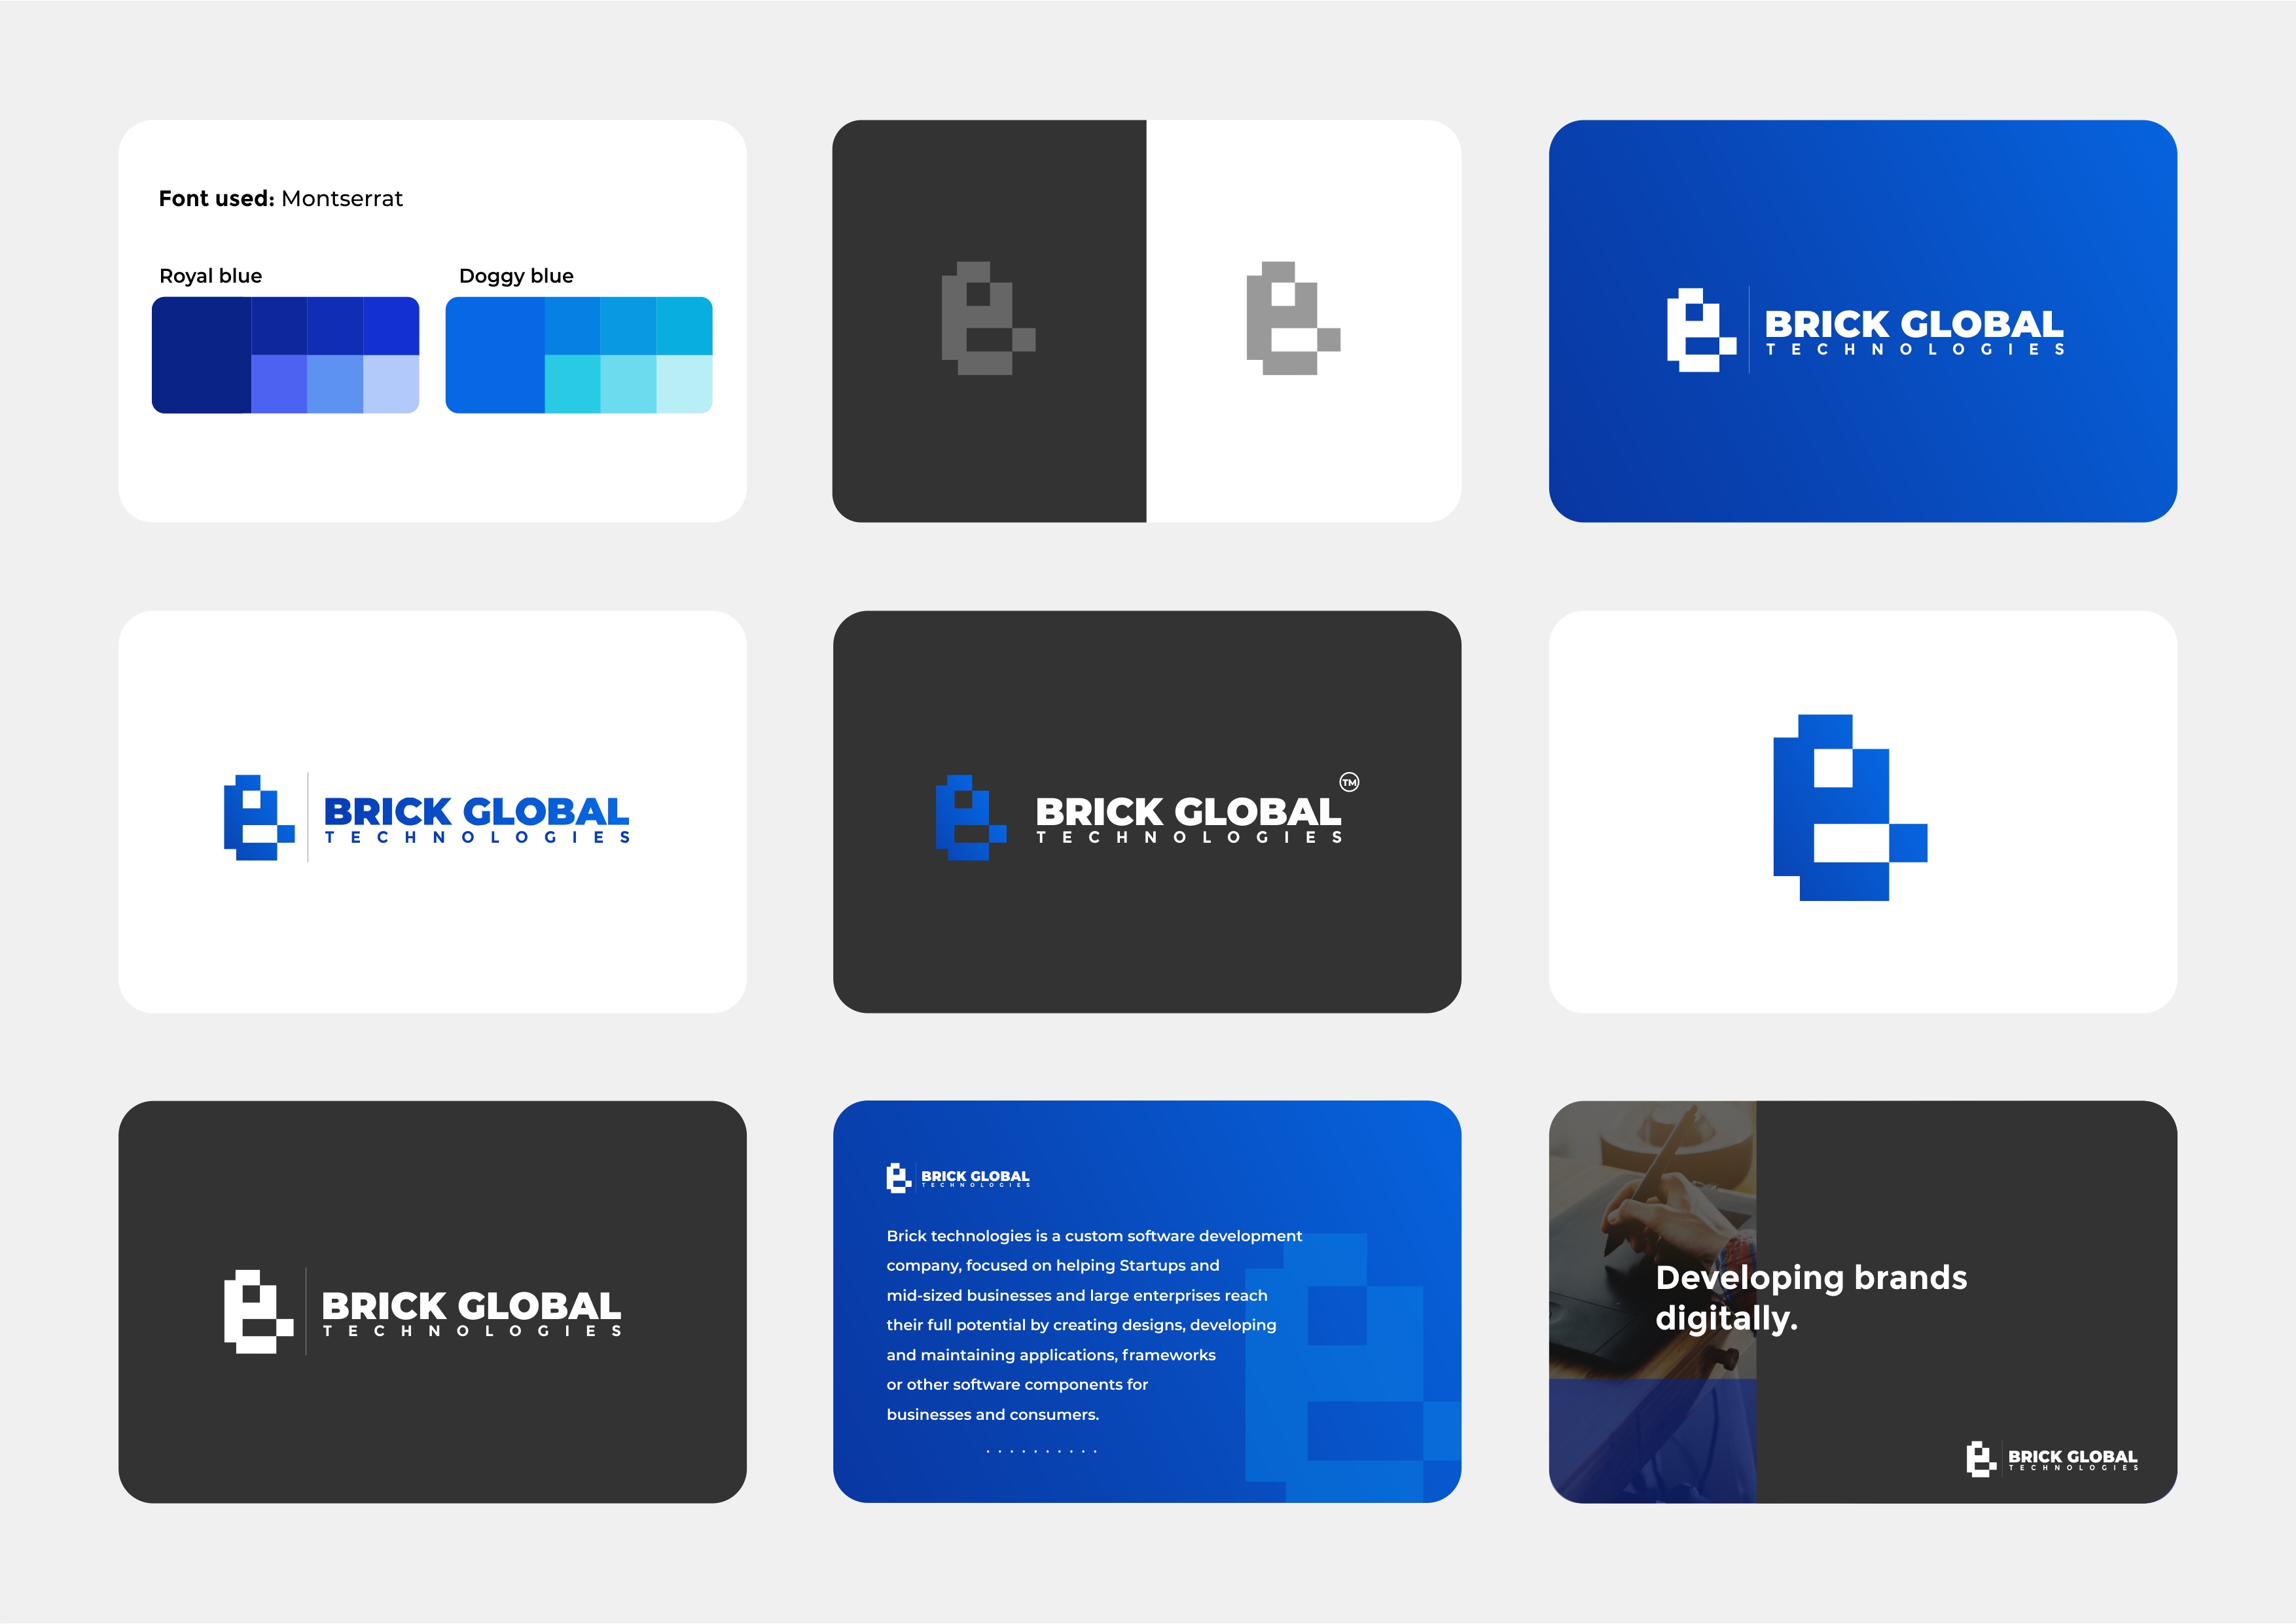 Font used: Montserrat
Royal blue
Doggy blue
BRICK GLOBAL
TECHNOLOGIES
BRICK GLOBAL
TECHNOLOGIES
BRICK GLOBAL
TECHNOLOGIES
TM
BRICK GLOBAL
TECHNOLOGIES
BRICK GLOBAL
TECHNOLOGIES
Brick technologies is a custom software development
company, focused on helping Startups and
mid-sized businesses and large enterprises reach
their full potential by creating designs, developing
and maintaining applications, frameworks
or other software components for
businesses and consumers.
. . . . . . . . . .
Developing brands
digitally.
BRICK GLOBAL
TECHNOLOGIES